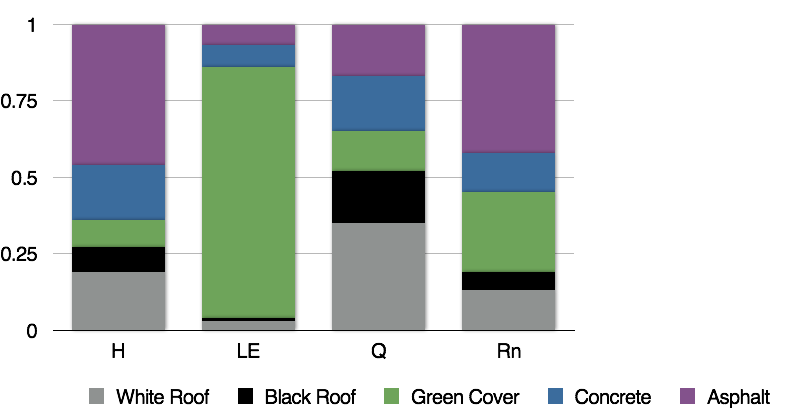 1
0.75
0.5
0.25
0
H LE Q Rn
White Roof Black Roof Green Cover Concrete Asphalt